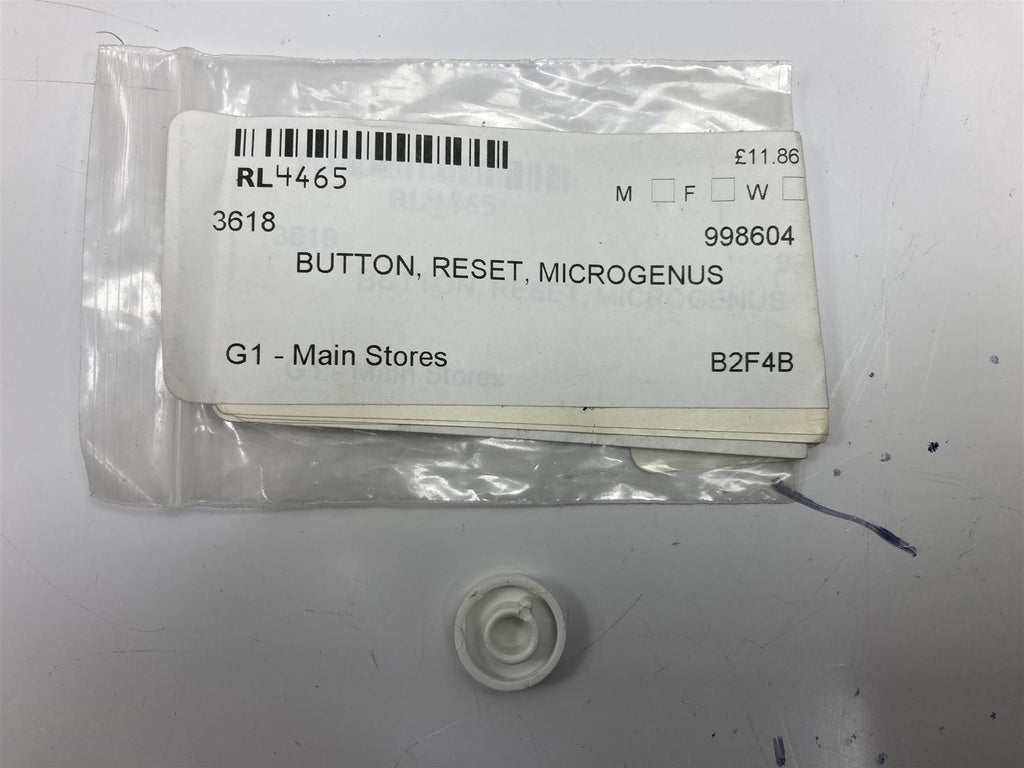 £11.86
RL4465
M F W
3618
998604
BUTTON, RESET, MICROGENUS
G1 - Main Stores
B2F4B